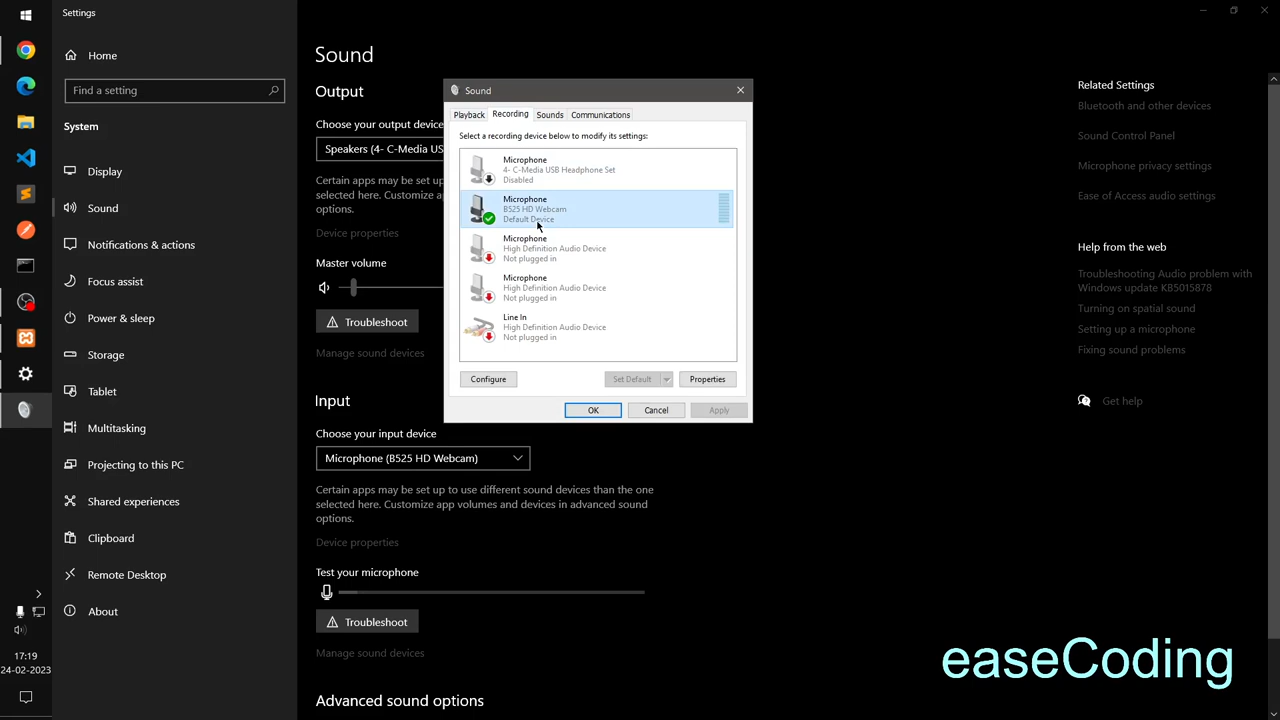 Settings
Home
Find a setting
System
Display
Sound
Notifications & actions
Focus assist
Power & sleep
Storage
Tablet
Multitasking
Projecting to this PC
Shared experiences
Clipboard
Remote Desktop
About
17:19
24-02-2023
Sound
Output
Choose your output device
Speakers (4- C-Media US
Certain apps may be set up
selected here. Customize a
options.
Device properties
Master volume
Troubleshoot
Manage sound devices
Input
Choose your input device
Microphone (B525 HD Webcam)
Certain apps may be set up to use different sound devices than the one
selected here. Customize app volumes and devices in advanced sound
options.
Device properties
Test your microphone
Troubleshoot
Manage sound devices
Advanced sound options
Sound
Playback Recording Sounds Communications
Select a recording device below to modify its settings:
Microphone
4- C-Media USB Headphone Set
Disabled
Microphone
B525 HD Webcam
Default Device
Microphone
High Definition Audio Device
Not plugged in
Microphone
High Definition Audio Device
Not plugged in
Line In
High Definition Audio Device
Not plugged in
Configure Set Default Properties
OK Cancel Apply
Related Settings
Bluetooth and other devices
Sound Control Panel
Microphone privacy settings
Ease of Access audio settings
Help from the web
Troubleshooting Audio problem with
Windows update KB5015878
Turning on spatial sound
Setting up a microphone
Fixing sound problems
Get help
easeCoding